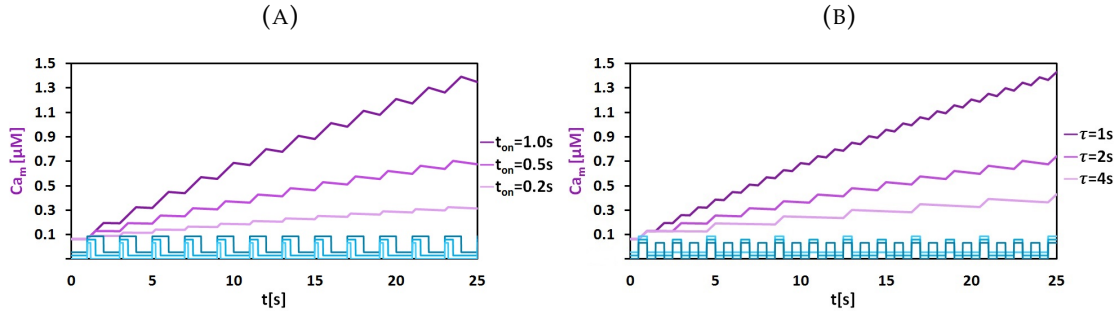 (A)
1.5
1.3
1.1
0.9
0.7
0.5
0.3
0.1
Ca_m [µM]
0 5 10 15 20 25
t[s]
t_on=1.0s
t_on=0.5s
t_on=0.2s
(B)
1.5
1.3
1.1
0.9
0.7
0.5
0.3
0.1
Ca_m [µM]
0 5 10 15 20 25
t[s]
τ=1s
τ=2s
τ=4s